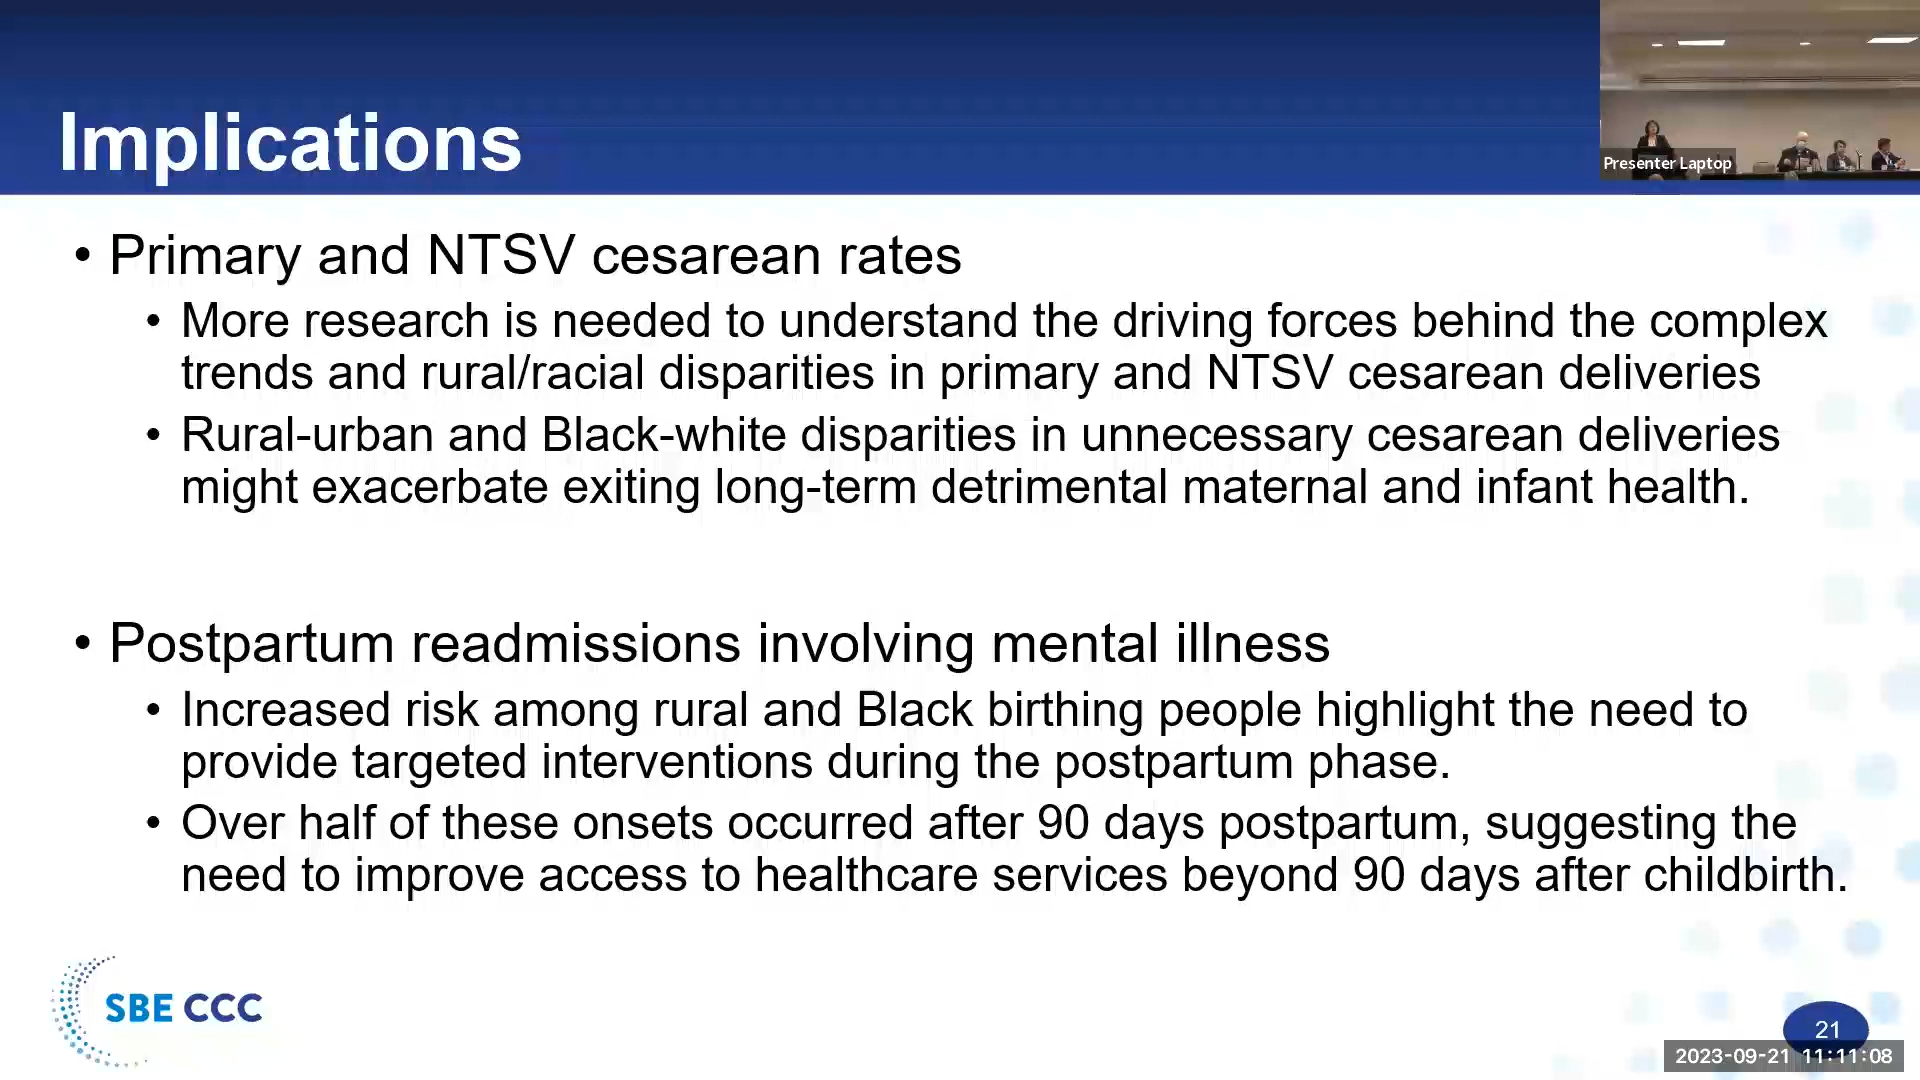 Implications
Presenter Laptop
• Primary and NTSV cesarean rates
• More research is needed to understand the driving forces behind the complex
trends and rural/racial disparities in primary and NTSV cesarean deliveries
• Rural-urban and Black-white disparities in unnecessary cesarean deliveries
might exacerbate exiting long-term detrimental maternal and infant health.
• Postpartum readmissions involving mental illness
• Increased risk among rural and Black birthing people highlight the need to
provide targeted interventions during the postpartum phase.
• Over half of these onsets occurred after 90 days postpartum, suggesting the
need to improve access to healthcare services beyond 90 days after childbirth.
SBE CCC
21
2023-09-21 11:11:08